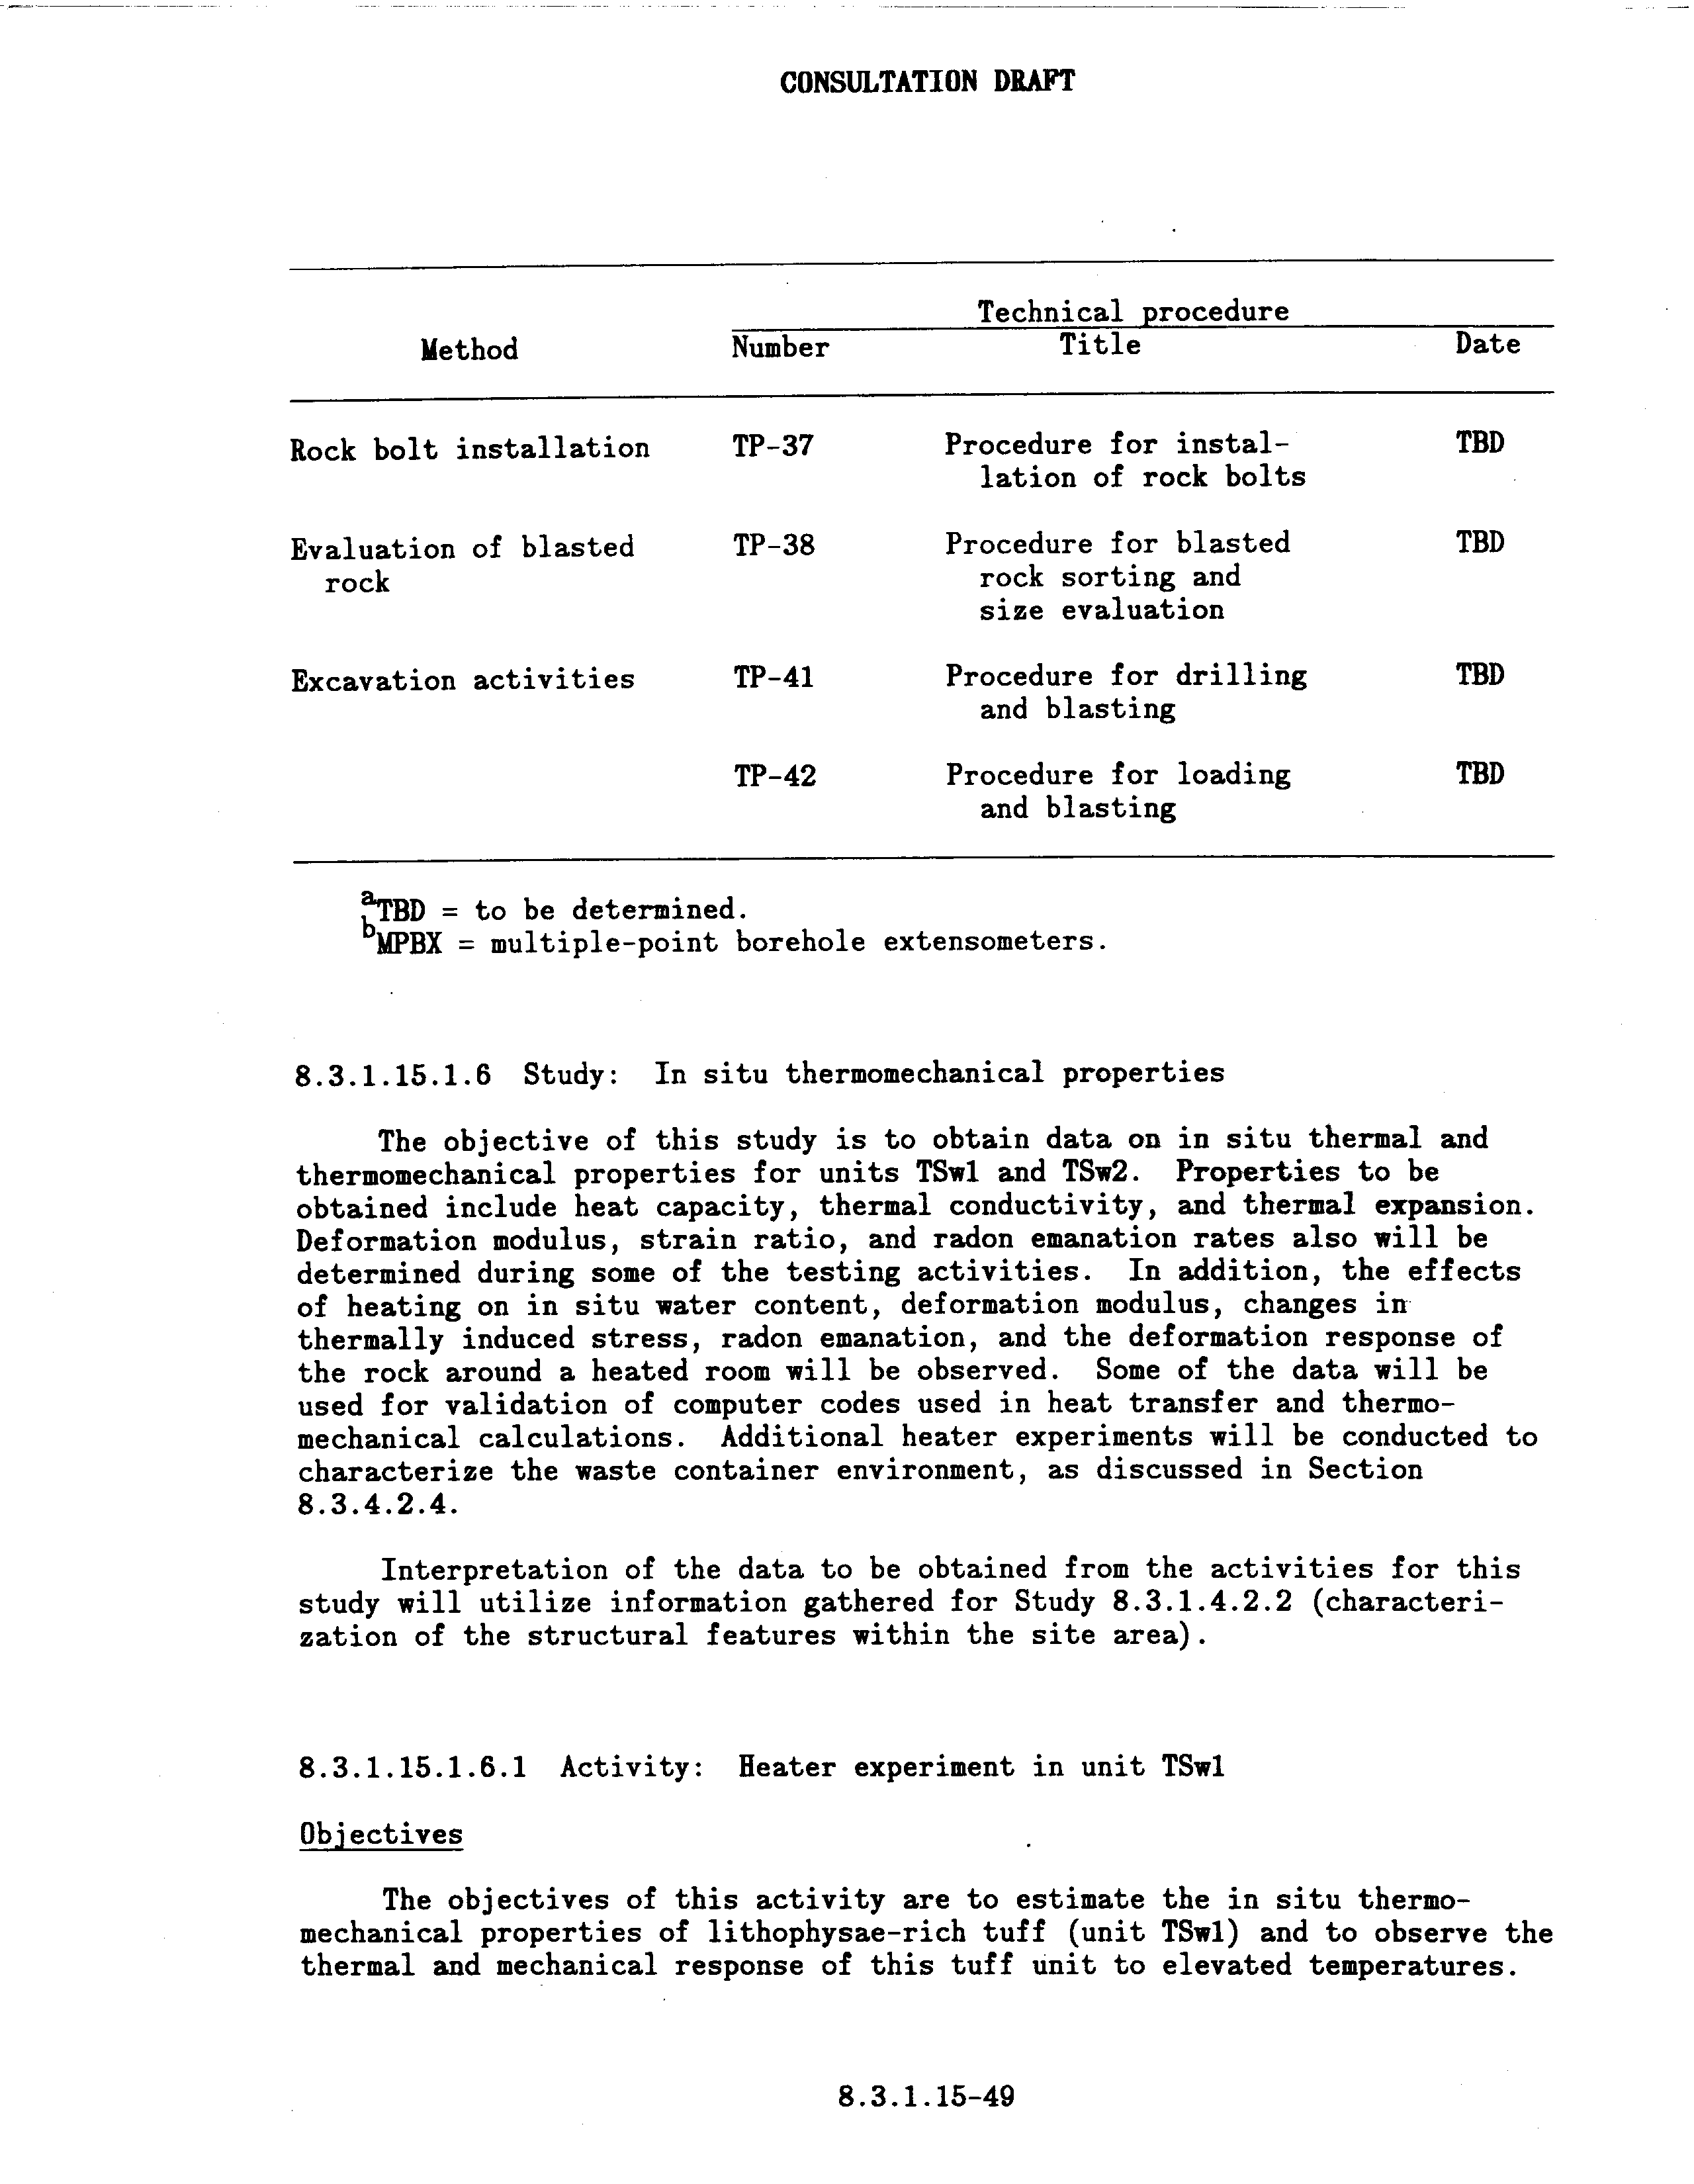 CONSULTATION DRAFT
Technical procedure
Method Number Title Date
Rock bolt installation TP-37 Procedure for instal- TBD
lation of rock bolts
Evaluation of blasted TP-38 Procedure for blasted TBD
rock rock sorting and
size evaluation
Excavation activities TP-41 Procedure for drilling TBD
and blasting
TP-42 Procedure for loading TBD
and blasting
aTBD = to be determined.
bMPBX = multiple-point borehole extensometers.
8.3.1.15.1.6 Study: In situ thermomechanical properties
The objective of this study is to obtain data on in situ thermal and
thermomechanical properties for units TSw1 and TSw2. Properties to be
obtained include heat capacity, thermal conductivity, and thermal expansion.
Deformation modulus, strain ratio, and radon emanation rates also will be
determined during some of the testing activities. In addition, the effects
of heating on in situ water content, deformation modulus, changes in
thermally induced stress, radon emanation, and the deformation response of
the rock around a heated room will be observed. Some of the data will be
used for validation of computer codes used in heat transfer and thermo-
mechanical calculations. Additional heater experiments will be conducted to
characterize the waste container environment, as discussed in Section
8.3.4.2.4.
Interpretation of the data to be obtained from the activities for this
study will utilize information gathered for Study 8.3.1.4.2.2 (characteri-
zation of the structural features within the site area).
8.3.1.15.1.6.1 Activity: Heater experiment in unit TSw1
Objectives
The objectives of this activity are to estimate the in situ thermo-
mechanical properties of lithophysae-rich tuff (unit TSw1) and to observe the
thermal and mechanical response of this tuff unit to elevated temperatures.
8.3.1.15-49